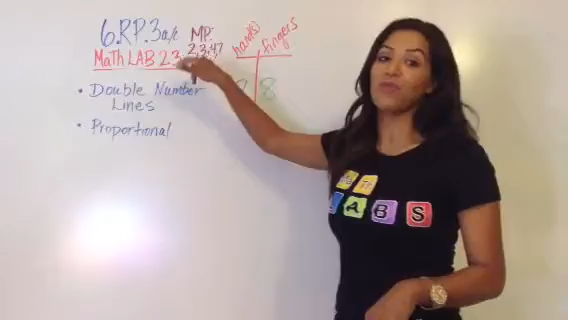 6.RP.3a/c
MP:
2,3,4,7
Math LAB 2.3
hand(s)
fingers
8
• Double Number
Lines
• Proportional
LABS